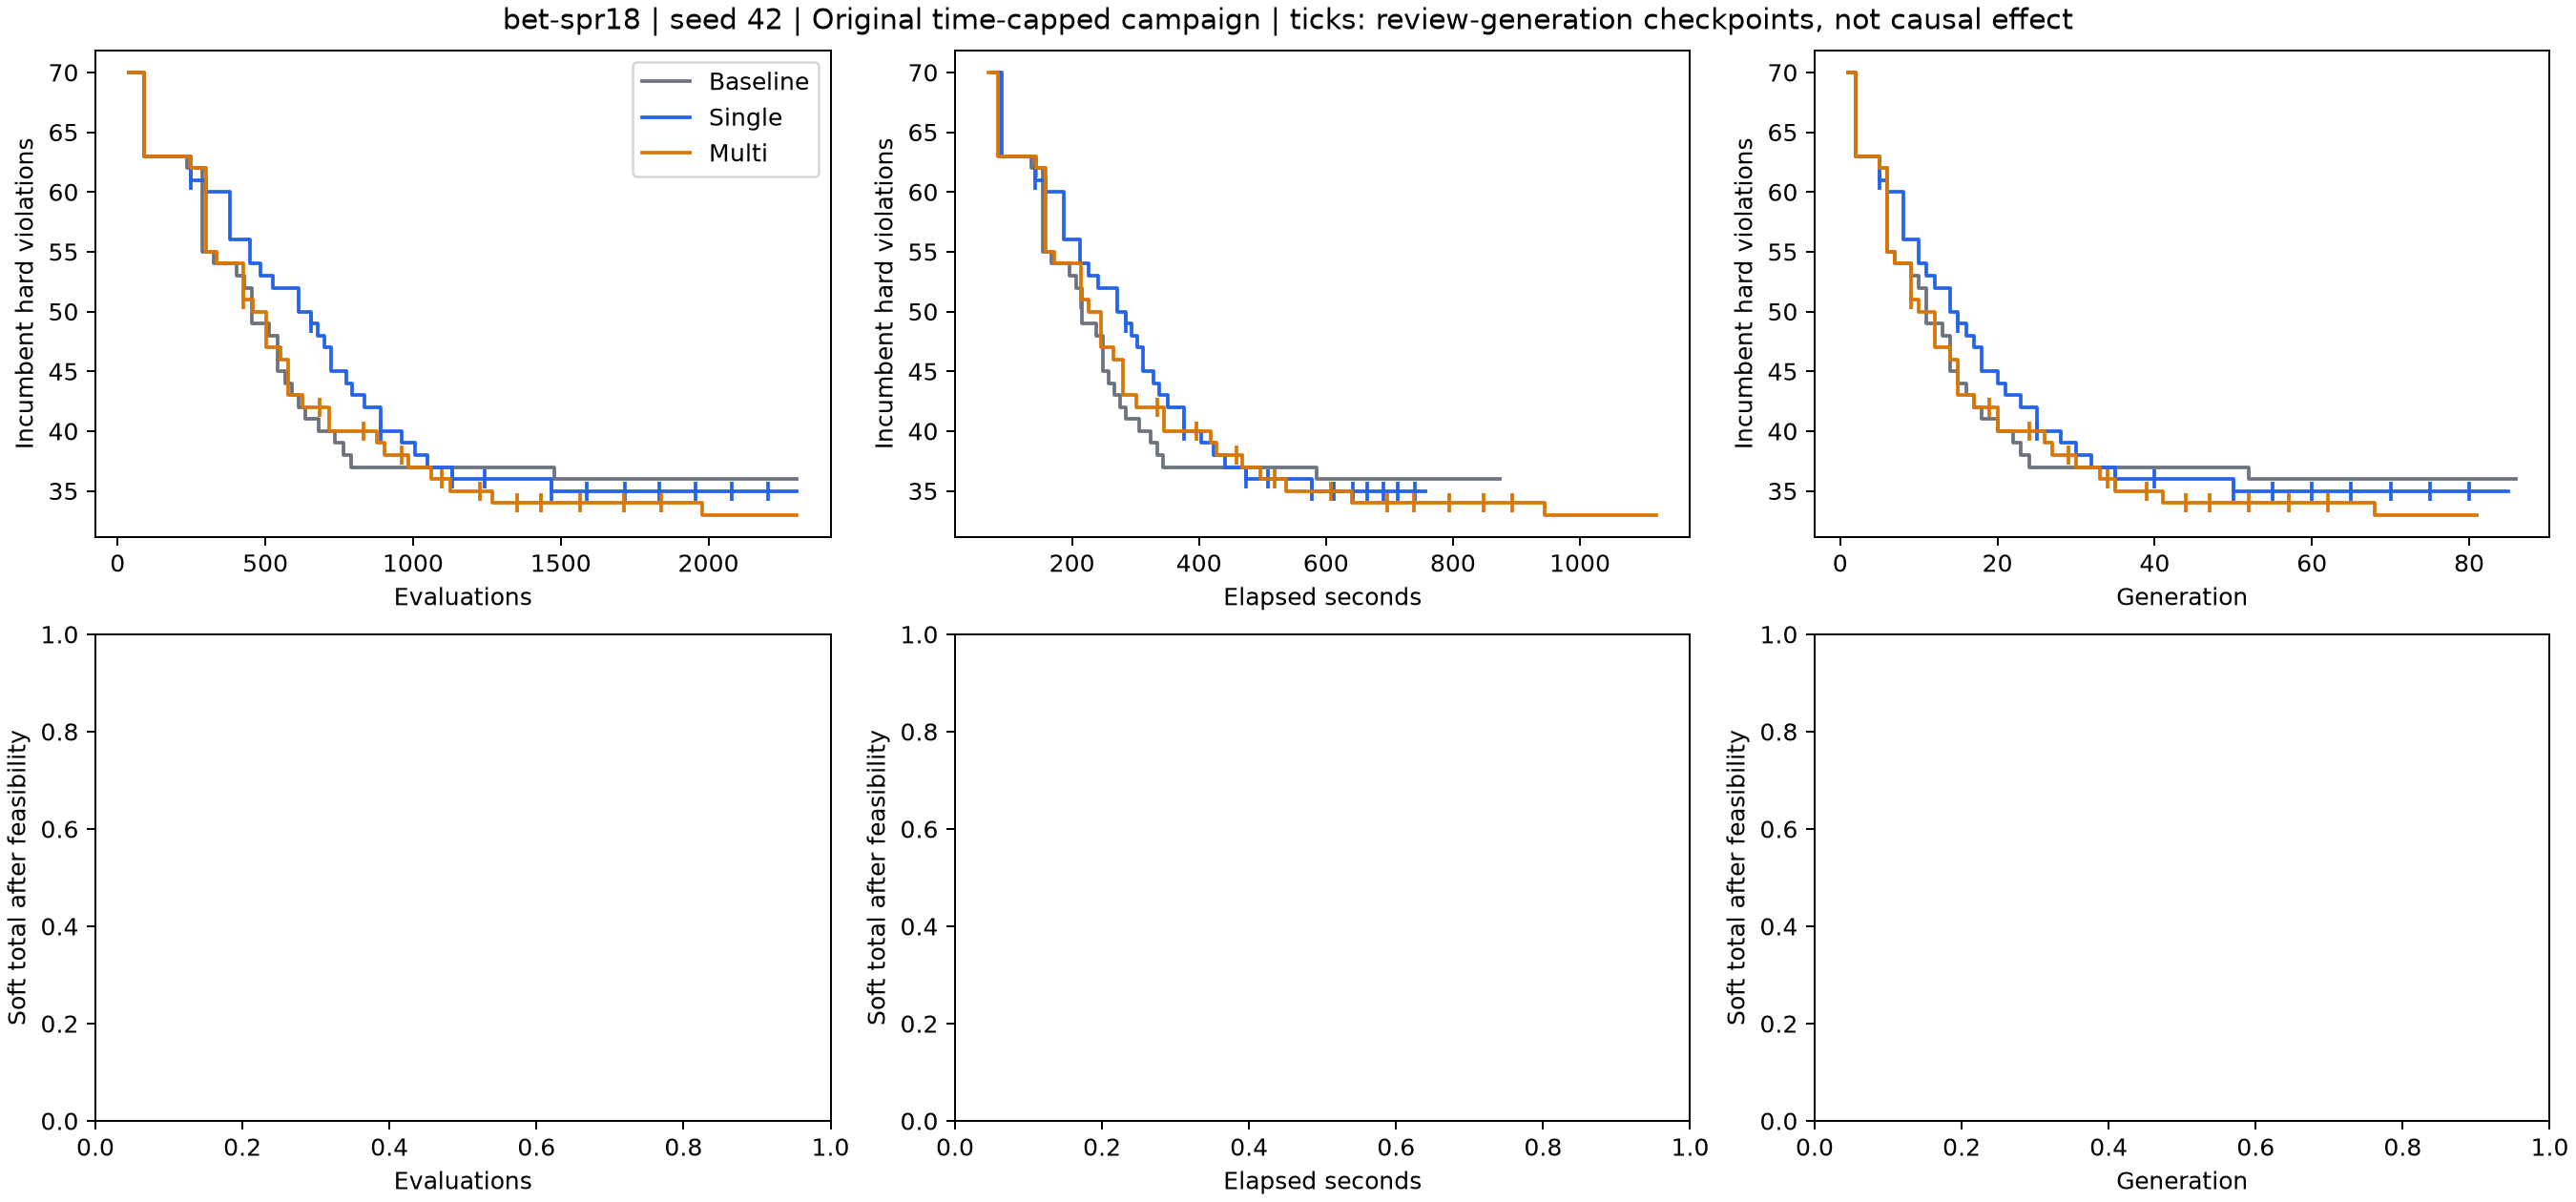 bet-spr18 | seed 42 | Original time-capped campaign | ticks: review-generation checkpoints, not causal effect
Incumbent hard violations
70
65
60
55
50
45
40
35
0 500 1000 1500 2000
Evaluations
Baseline
Single
Multi
Incumbent hard violations
70
65
60
55
50
45
40
35
200 400 600 800 1000
Elapsed seconds
Incumbent hard violations
70
65
60
55
50
45
40
35
0 20 40 60 80
Generation
Soft total after feasibility
1.0
0.8
0.6
0.4
0.2
0.0
0.0 0.2 0.4 0.6 0.8 1.0
Evaluations
Soft total after feasibility
1.0
0.8
0.6
0.4
0.2
0.0
0.0 0.2 0.4 0.6 0.8 1.0
Elapsed seconds
Soft total after feasibility
1.0
0.8
0.6
0.4
0.2
0.0
0.0 0.2 0.4 0.6 0.8 1.0
Generation